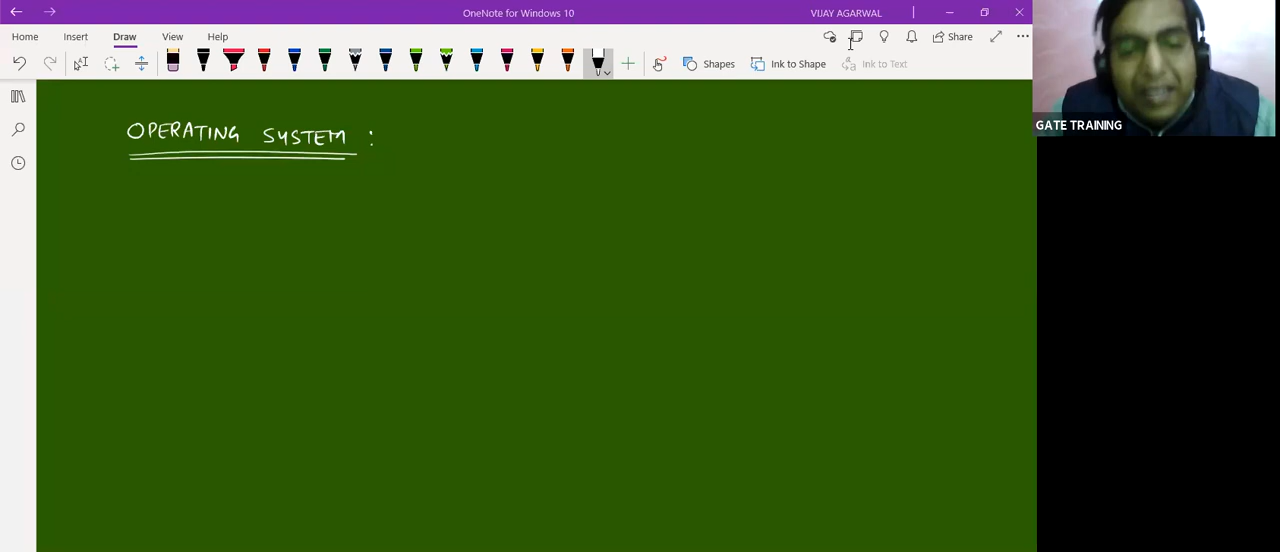 OneNote for Windows 10
VIJAY AGARWAL
Home Insert Draw View Help
Share
Shapes Ink to Shape Ink to Text
GATE TRAINING
OPERATING SYSTEM :